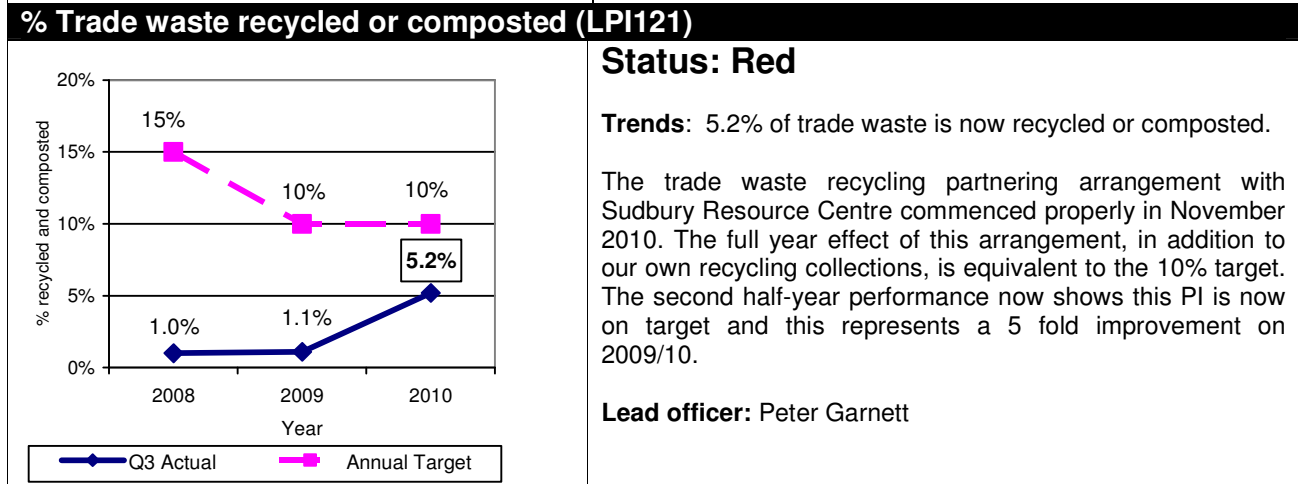 % Trade waste recycled or composted (LPI121)
20%
15%
10%
5%
0%
% recycled and composted
15%
10%
10%
5.2%
1.0%
1.1%
2008
2009
2010
Year
Q3 Actual
Annual Target
Status: Red
Trends: 5.2% of trade waste is now recycled or composted.
The trade waste recycling partnering arrangement with
Sudbury Resource Centre commenced properly in November
2010. The full year effect of this arrangement, in addition to
our own recycling collections, is equivalent to the 10% target.
The second half-year performance now shows this PI is now
on target and this represents a 5 fold improvement on
2009/10.
Lead officer: Peter Garnett